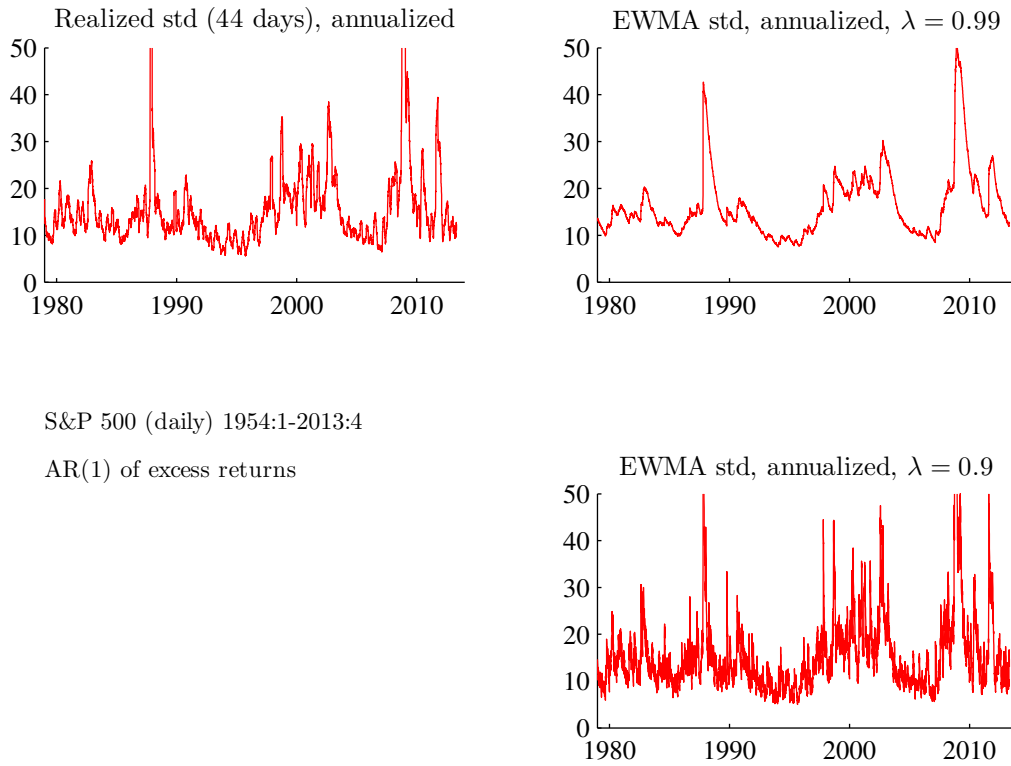 Realized std (44 days), annualized
50
40
30
20
10
0
1980 1990 2000 2010
EWMA std, annualized, λ = 0.99
50
40
30
20
10
0
1980 1990 2000 2010
S&P 500 (daily) 1954:1-2013:4
AR(1) of excess returns
EWMA std, annualized, λ = 0.9
50
40
30
20
10
0
1980 1990 2000 2010